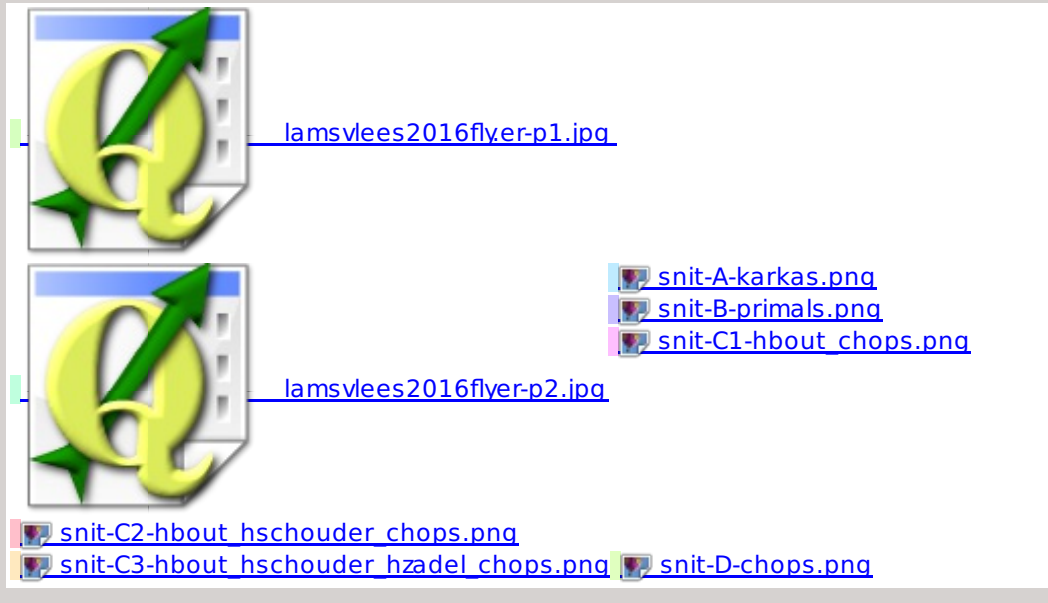 lamsvlees2016flyer-p1.jpg
snit-A-karkas.png
snit-B-primals.png
snit-C1-hbout_chops.png
lamsvlees2016flyer-p2.jpg
snit-C2-hbout_hschouder_chops.png
snit-C3-hbout_hschouder_hzadel_chops.png snit-D-chops.png